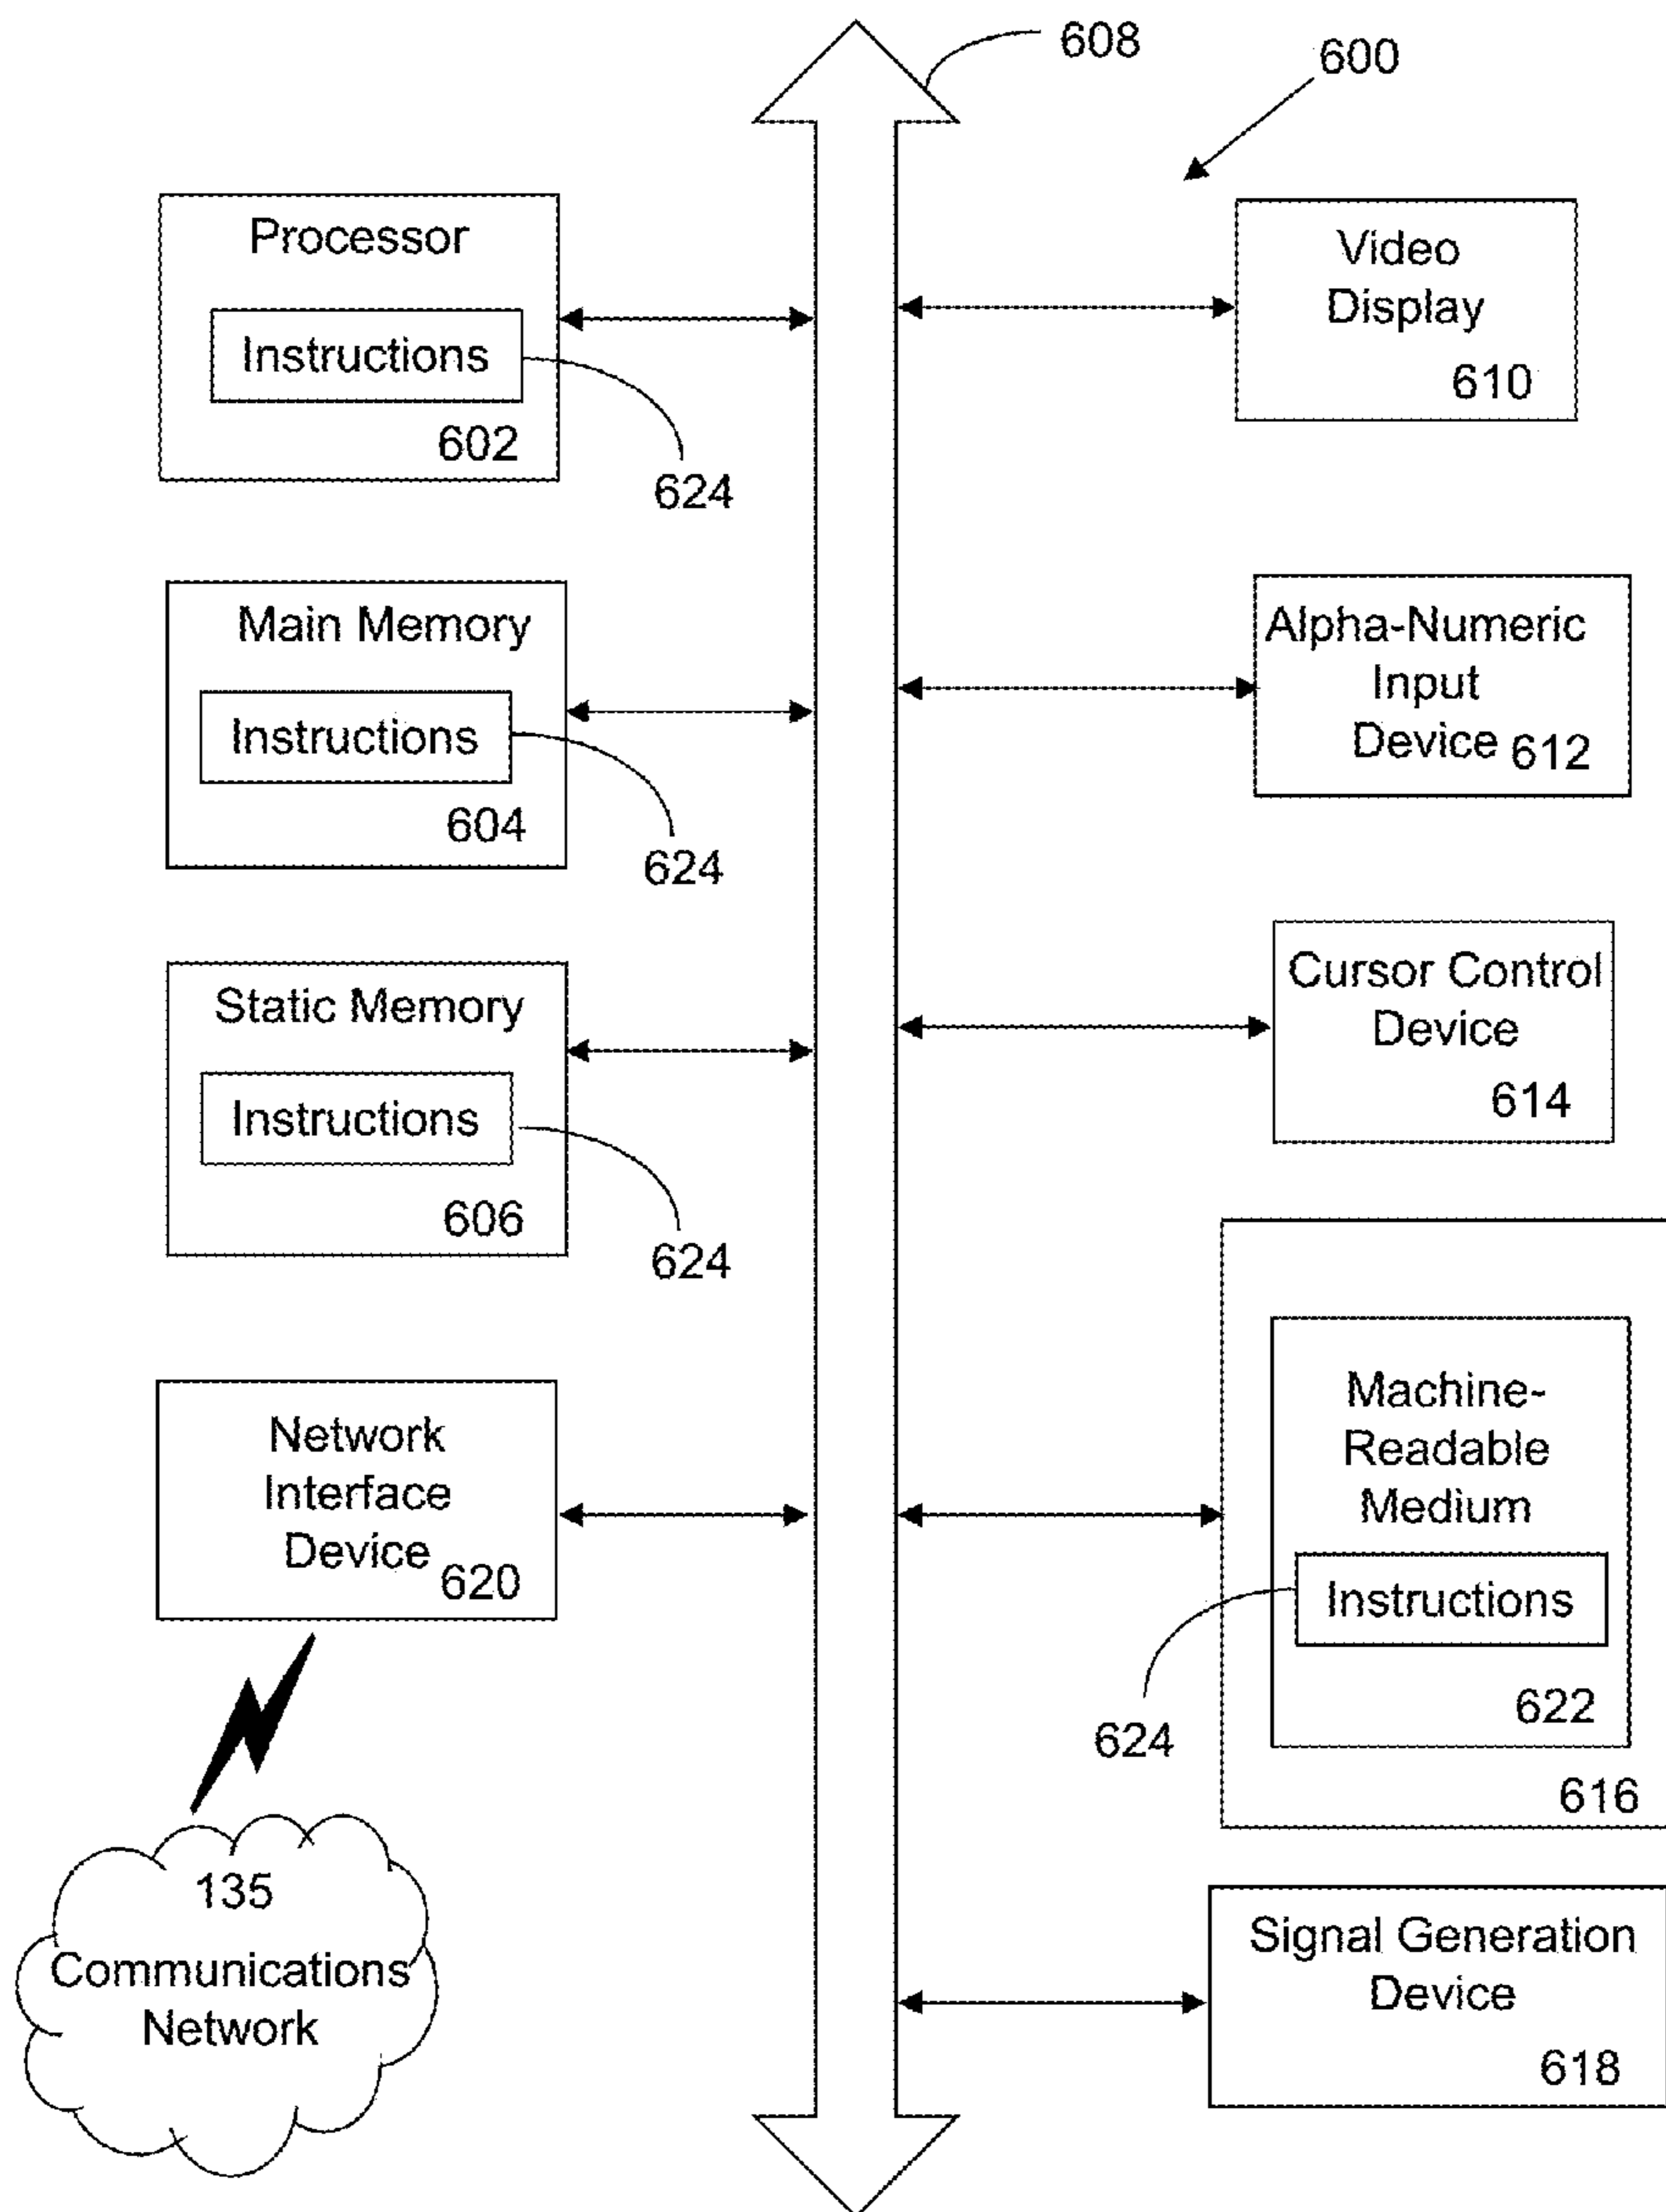 608
600
Processor
Instructions
602
624
Video
Display
610
Main Memory
Instructions
604
624
Alpha-Numeric
Input
Device 612
Static Memory
Instructions
606
624
Cursor Control
Device
614
Network
Interface
Device 620
Machine-
Readable
Medium
Instructions
622
624
616
135
Communications
Network
Signal Generation
Device
618